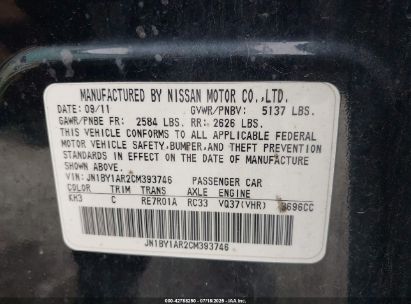 MANUFACTURED BY NISSAN MOTOR CO.,LTD.
DATE: 09/11 GVWR/PNBV: 5137 LBS.
GAWR/PNBE FR: 2584 LBS. RR: 2626 LBS.
THIS VEHICLE CONFORMS TO ALL APPLICABLE FEDERAL
MOTOR VEHICLE SAFETY,BUMPER,AND THEFT PREVENTION
STANDARDS IN EFFECT ON THE DATE OF MANUFACTURE
SHOWN ABOVE.
VIN: JN1BY1AR2CM393746 PASSENGER CAR
COLOR TRIM TRANS AXLE ENGINE
KH3 C RE7R01A RC33 VQ37(VHR) 3696CC
JN1BY1AR2CM393746